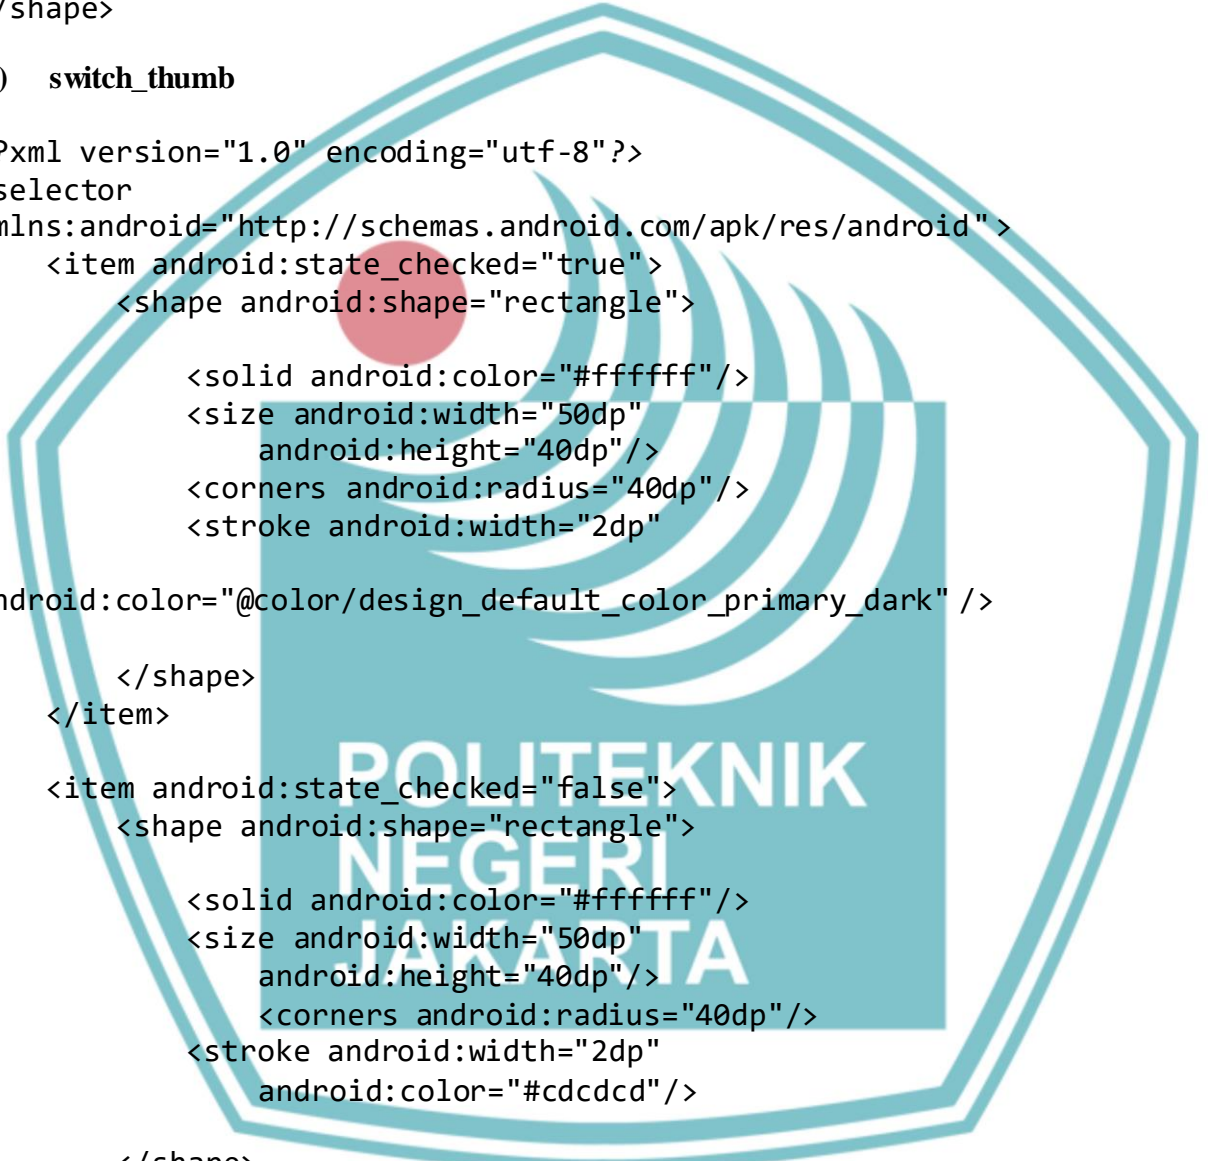 /shape>
) switch_thumb
?xml version="1.0" encoding="utf-8"?>
selector
mlns:android="http://schemas.android.com/apk/res/android">
<item android:state_checked="true">
<shape android:shape="rectangle">
<solid android:color="#ffffff"/>
<size android:width="50dp"
android:height="40dp"/>
<corners android:radius="40dp"/>
<stroke android:width="2dp"
ndroid:color="@color/design_default_color_primary_dark"/>
</shape>
</item>
<item android:state_checked="false">
<shape android:shape="rectangle">
<solid android:color="#ffffff"/>
<size android:width="50dp"
android:height="40dp"/>
<corners android:radius="40dp"/>
<stroke android:width="2dp"
android:color="#cdcdcd"/>
</shape>
POLITEKNIK
NEGERI
JAKARTA